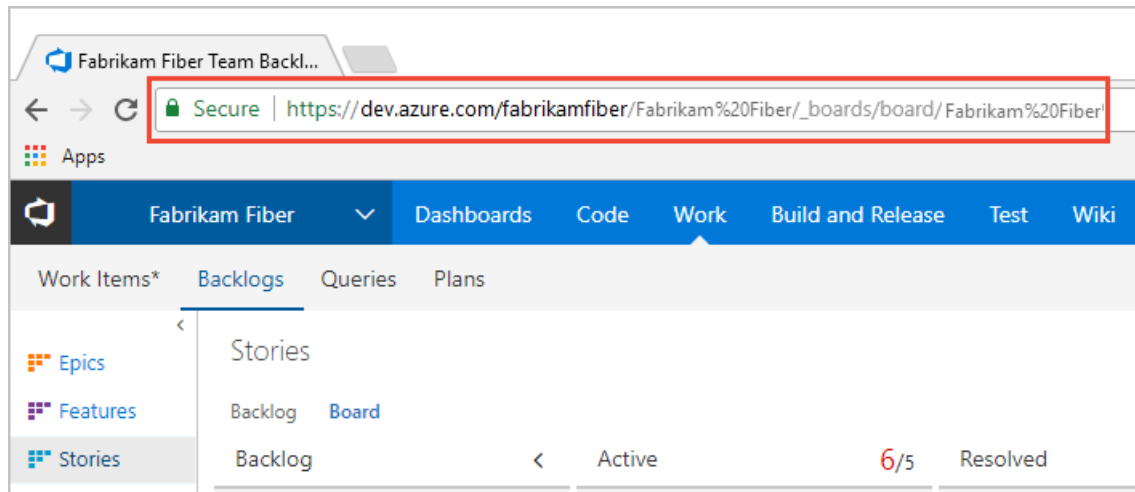 Fabrikam Fiber Team Backl...
Secure | https://dev.azure.com/fabrikamfiber/Fabrikam%20Fiber/_boards/board/Fabrikam%20Fiber
Apps
Fabrikam Fiber Dashboards Code Work Build and Release Test Wiki
Work Items* Backlogs Queries Plans
Stories
Epics
Features
Backlog Board
Stories
Backlog < Active 6/5 Resolved